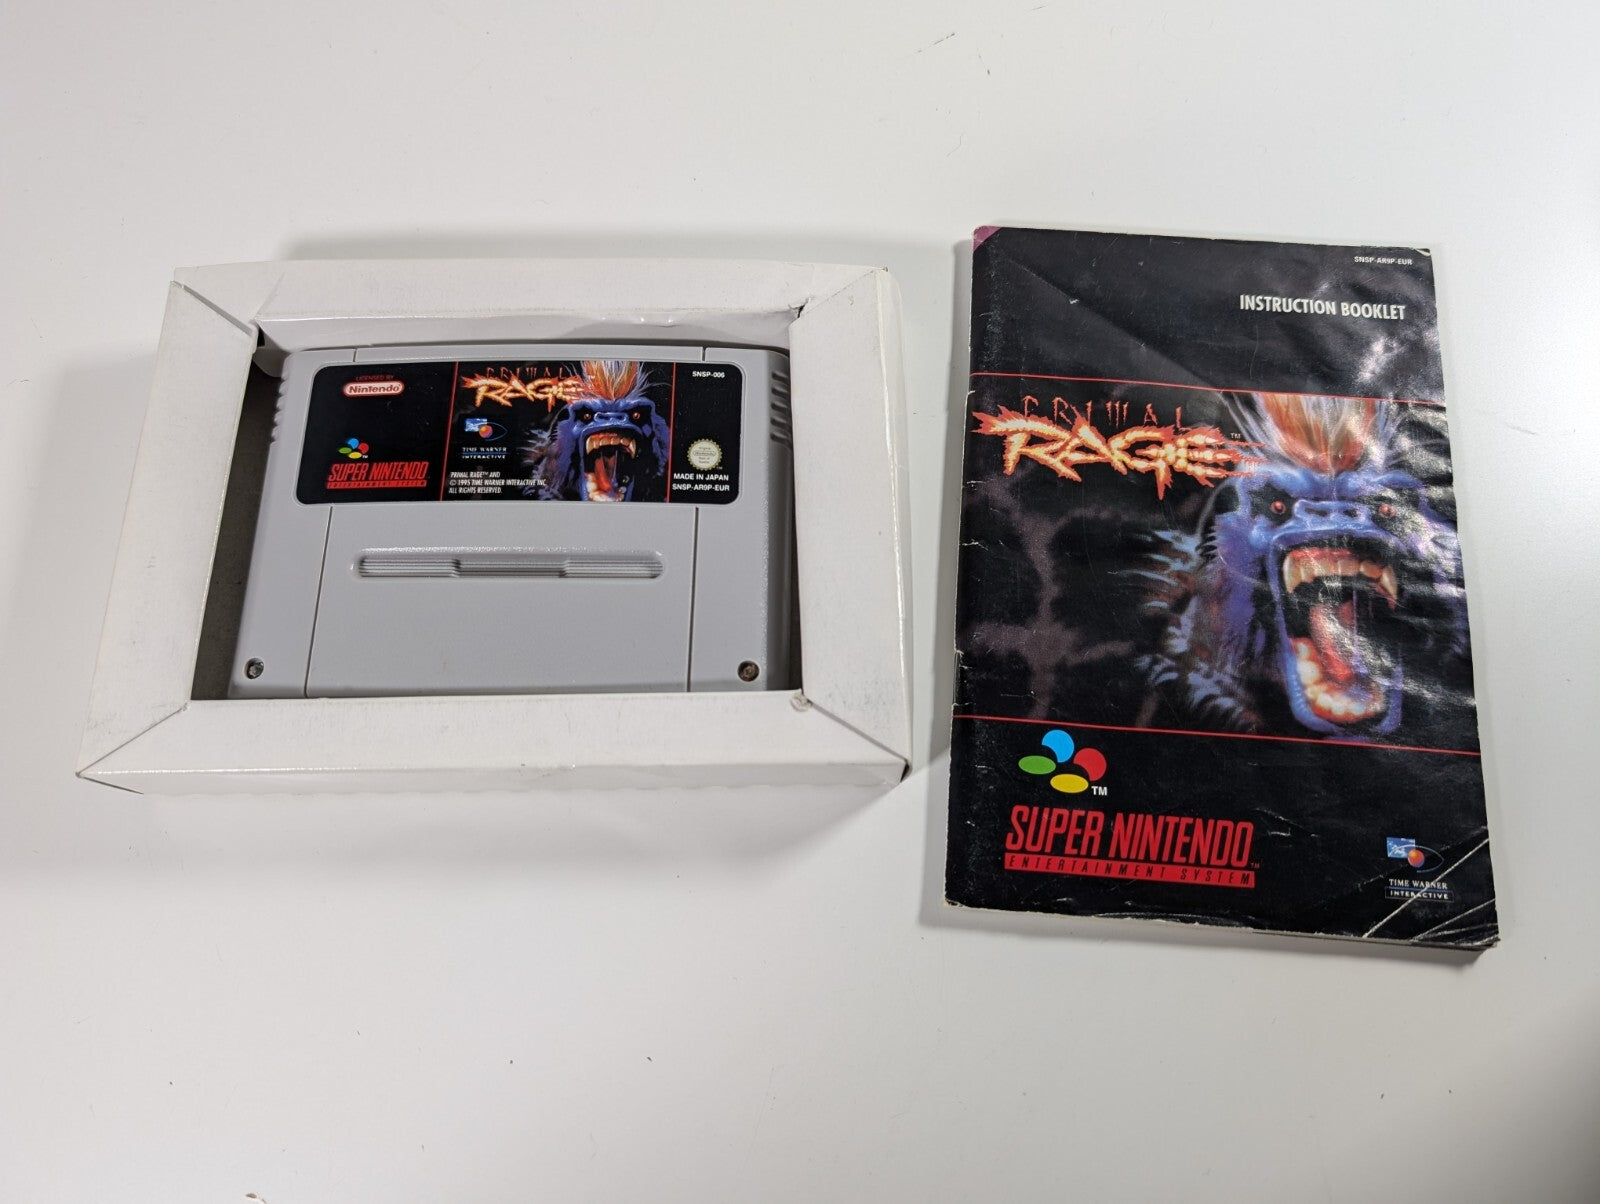 LICENSED BY
Nintendo
PRIMAL
RAGE
SNSP-006
TIME WARNER
INTERACTIVE
SUPER NINTENDO
ENTERTAINMENT SYSTEM
PRIMAL RAGE™ AND
© 1995 TIME WARNER INTERACTIVE INC.
ALL RIGHTS RESERVED.
Nintendo
MADE IN JAPAN
SNSP-AR9P-EUR
SNSP-AR9P-EUR
INSTRUCTION BOOKLET
PRIMAL
RAGE™
TM
SUPER NINTENDO
ENTERTAINMENT SYSTEM™
TIME WARNER
INTERACTIVE